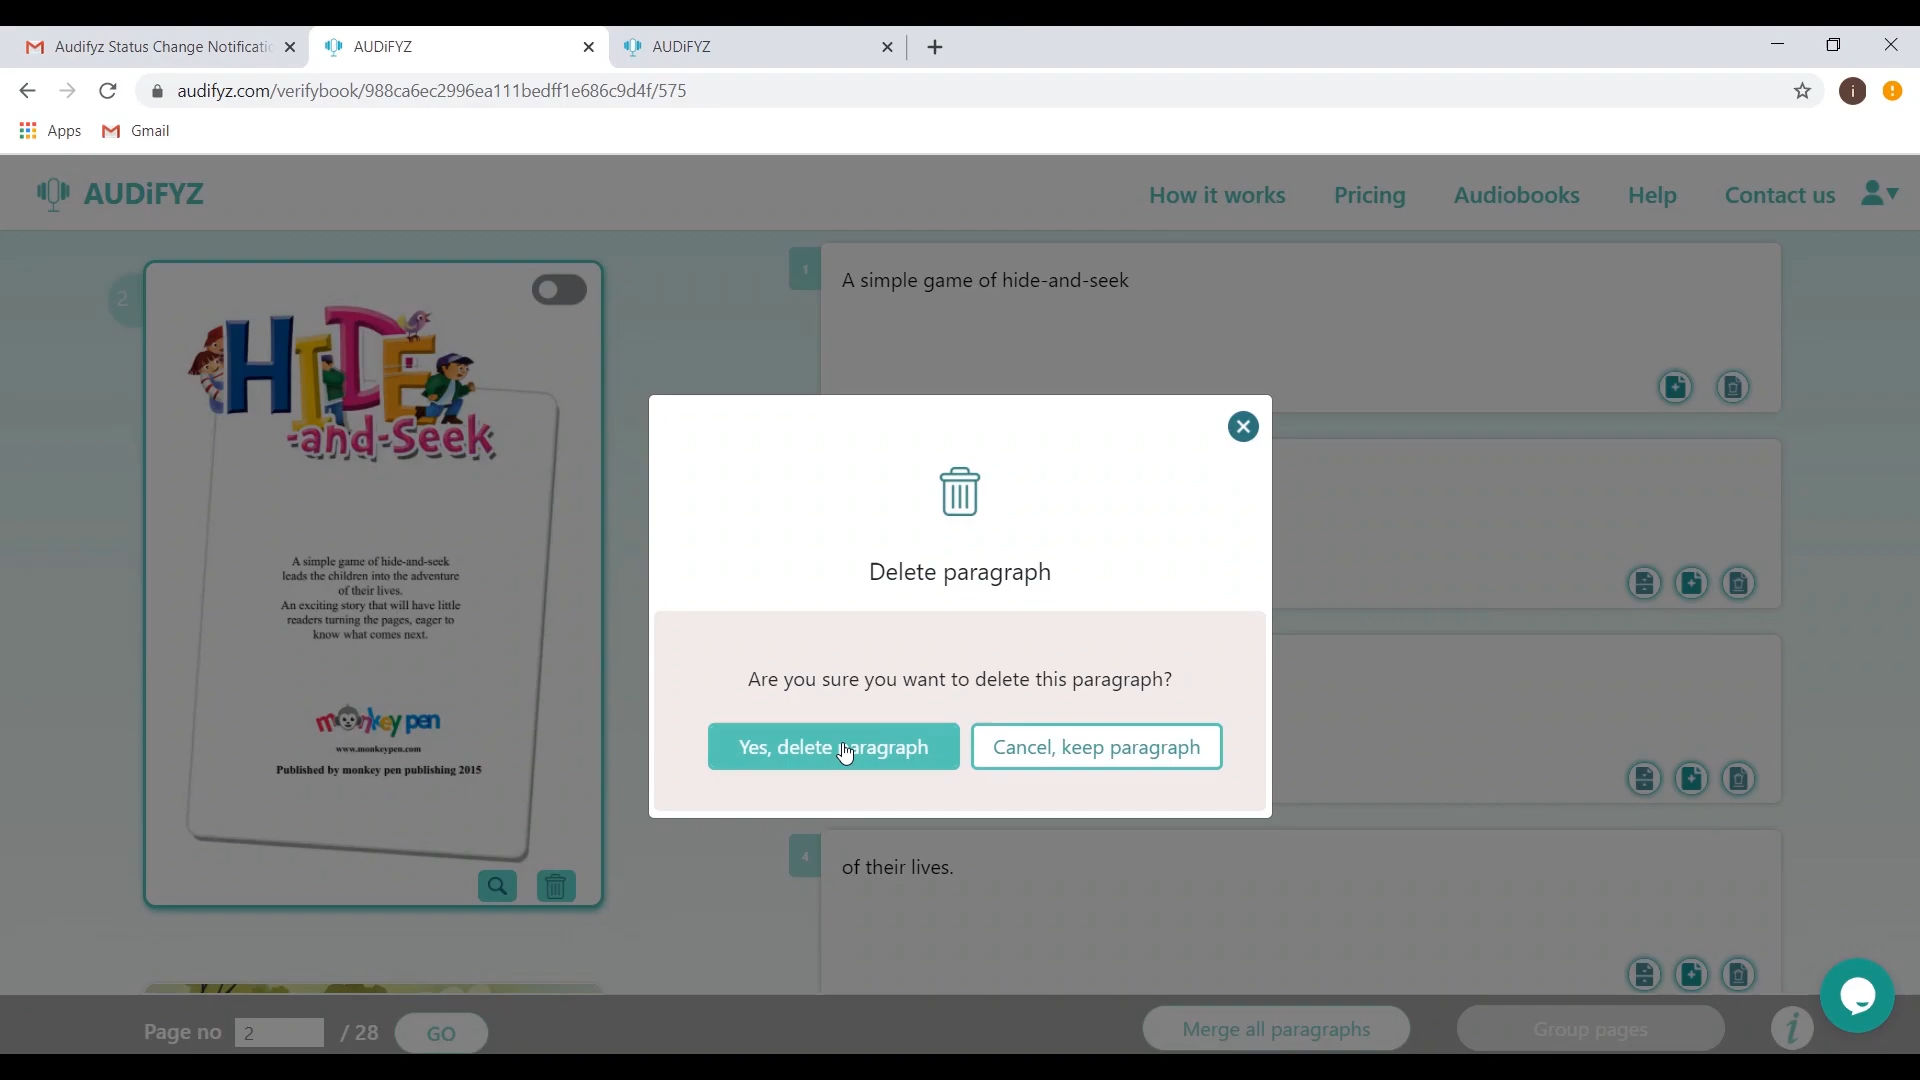 Audifyz Status Change Notificatic
AUDiFYZ
AUDiFYZ
audifyz.com/verifybook/988ca6ec2996ea111bedff1e686c9d4f/575
i
Apps
Gmail
AUDiFYZ
How it works
Pricing
Audiobooks
Help
Contact us
2
HIDE
-and-Seek
A simple game of hide-and-seek
leads the children into the adventure
of their lives.
An exciting story that will have little
readers turning the pages, eager to
know what comes next.
monkey pen
www.monkeypen.com
Published by monkey pen publishing 2015
1
A simple game of hide-and-seek
Delete paragraph
Are you sure you want to delete this paragraph?
Yes, delete paragraph
Cancel, keep paragraph
4
of their lives.
Page no 2 / 28 GO
Merge all paragraphs
Group pages
i